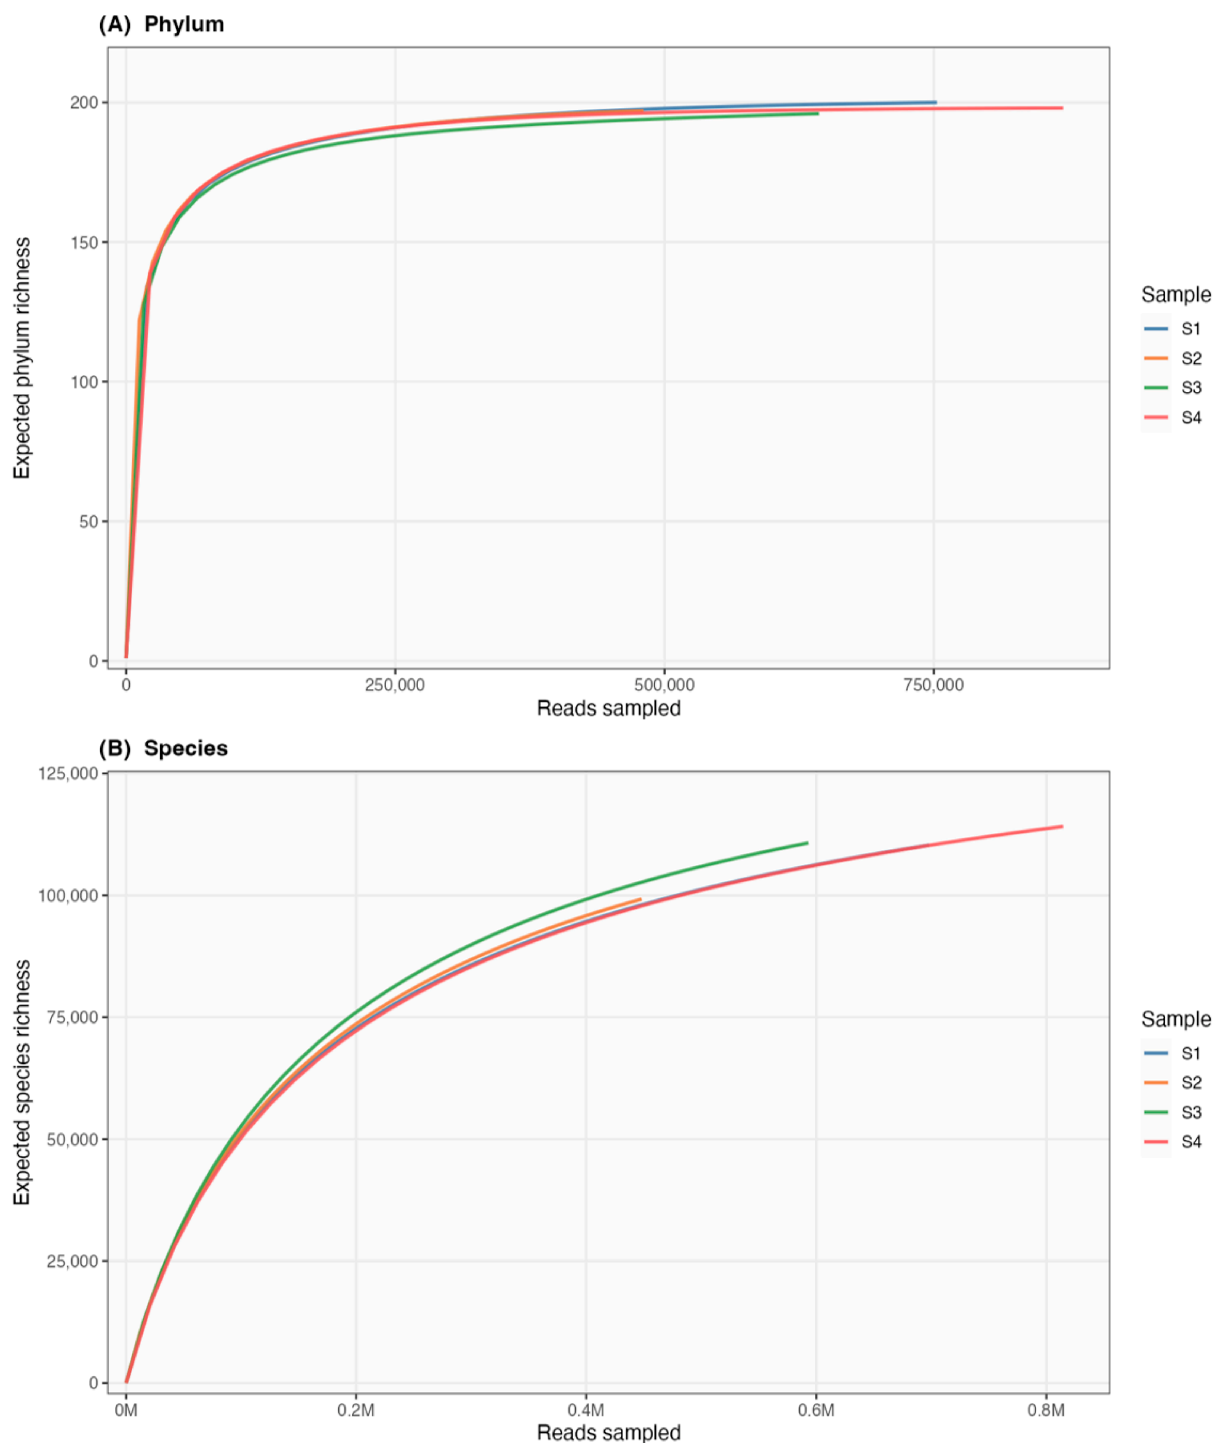 (A) Phylum
Expected phylum richness
200
150
100
50
0
0 250,000 500,000 750,000
Reads sampled
Sample
S1
S2
S3
S4
(B) Species
Expected species richness
125,000
100,000
75,000
50,000
25,000
0
0M 0.2M 0.4M 0.6M 0.8M
Reads sampled
Sample
S1
S2
S3
S4